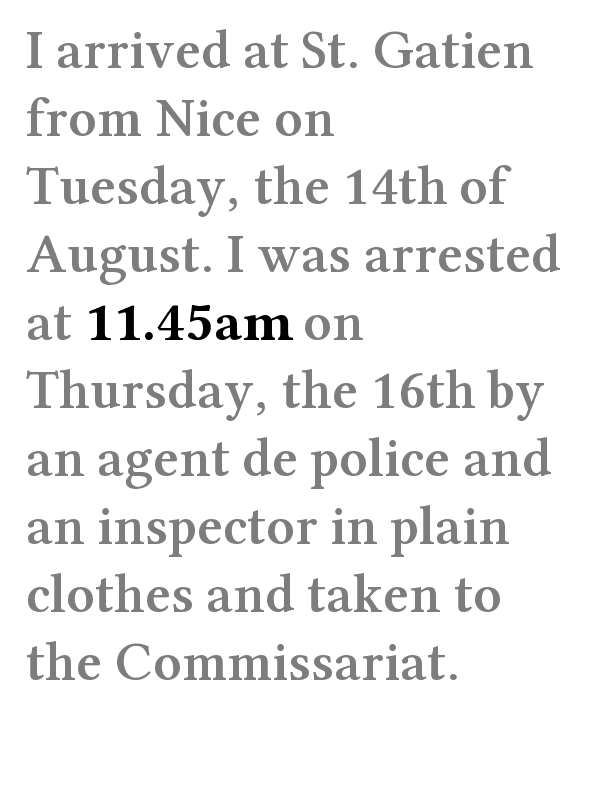 I arrived at St. Gatien
from Nice on
Tuesday, the 14th of
August. I was arrested
at 11.45am on
Thursday, the 16th by
an agent de police and
an inspector in plain
clothes and taken to
the Commissariat.